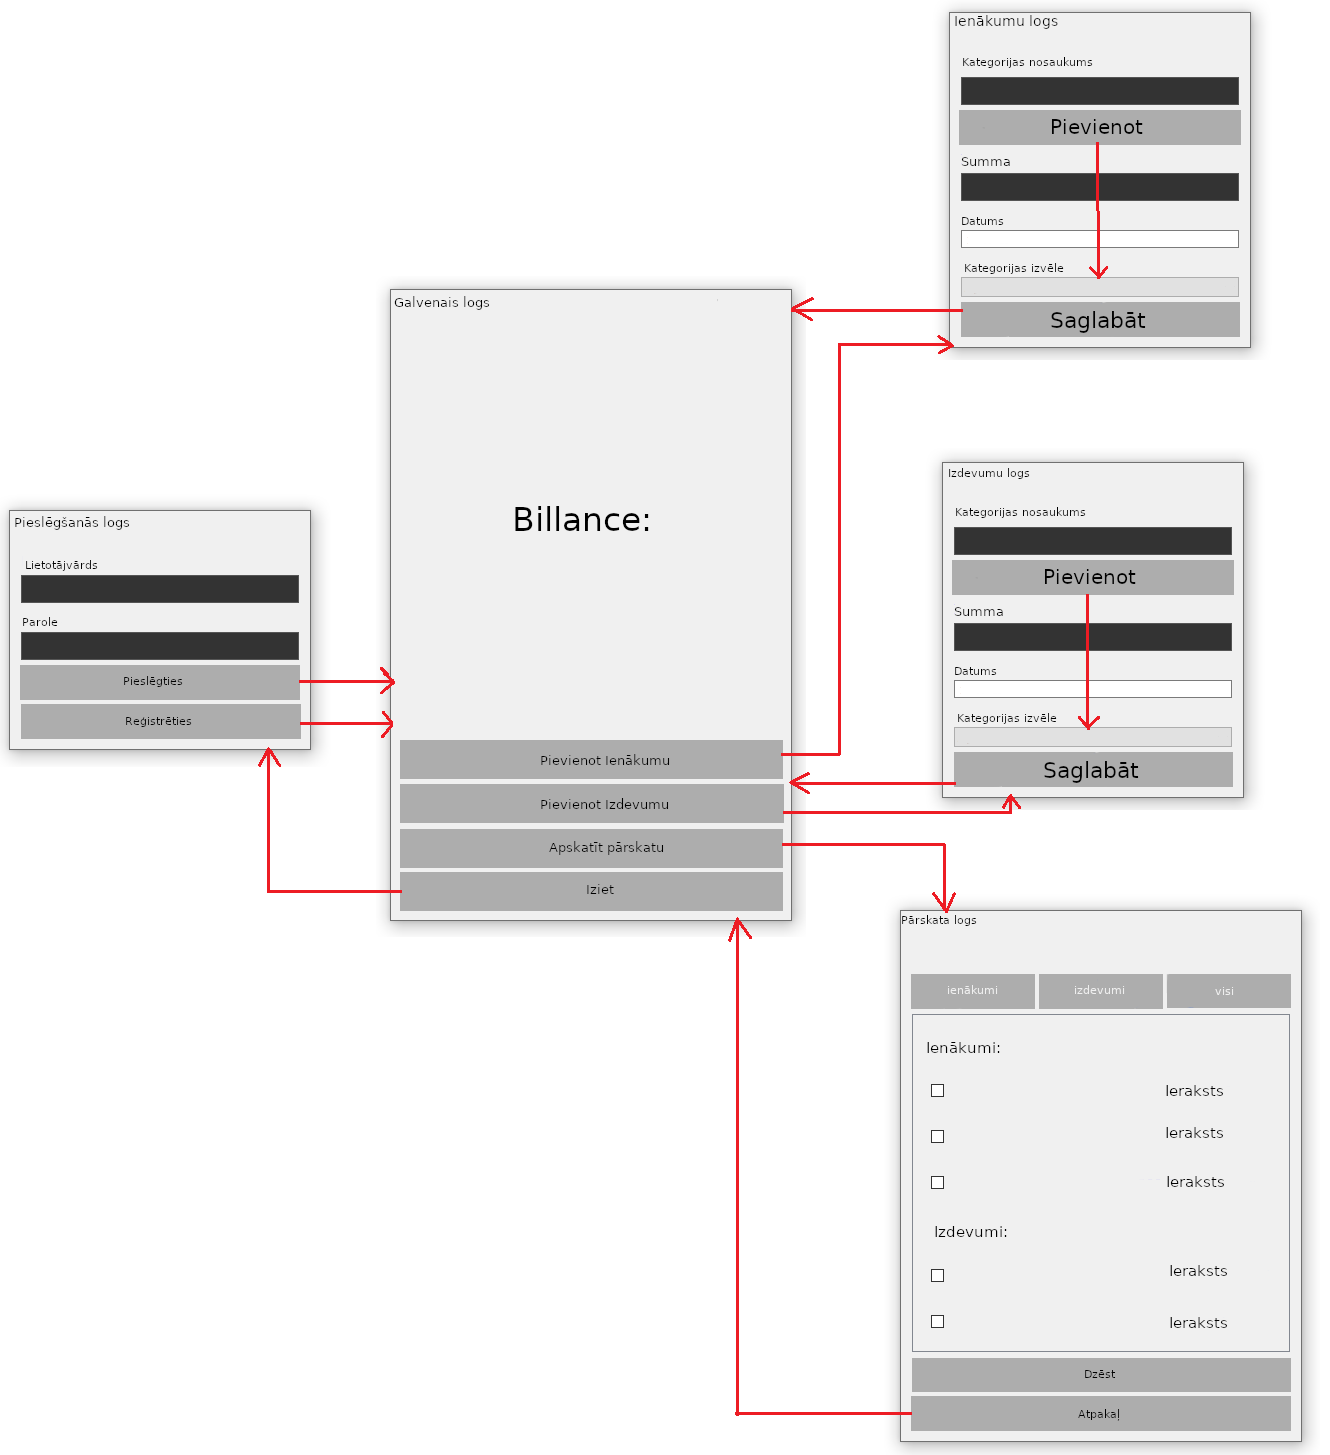 Pieslēgšanās logs
Lietotājvārds
Parole
Pieslēgties
Reģistrēties
Galvenais logs
Billance:
Pievienot Ienākumu
Pievienot Izdevumu
Apskatīt pārskatu
Iziet
Ienākumu logs
Kategorijas nosaukums
Pievienot
Summa
Datums
Kategorijas izvēle
Saglabāt
Izdevumu logs
Kategorijas nosaukums
Pievienot
Summa
Datums
Kategorijas izvēle
Saglabāt
Pārskata logs
ienākumi izdevumi visi
Ienākumi:
Ieraksts
Ieraksts
Ieraksts
Izdevumi:
Ieraksts
Ieraksts
Dzēst
Atpakaļ